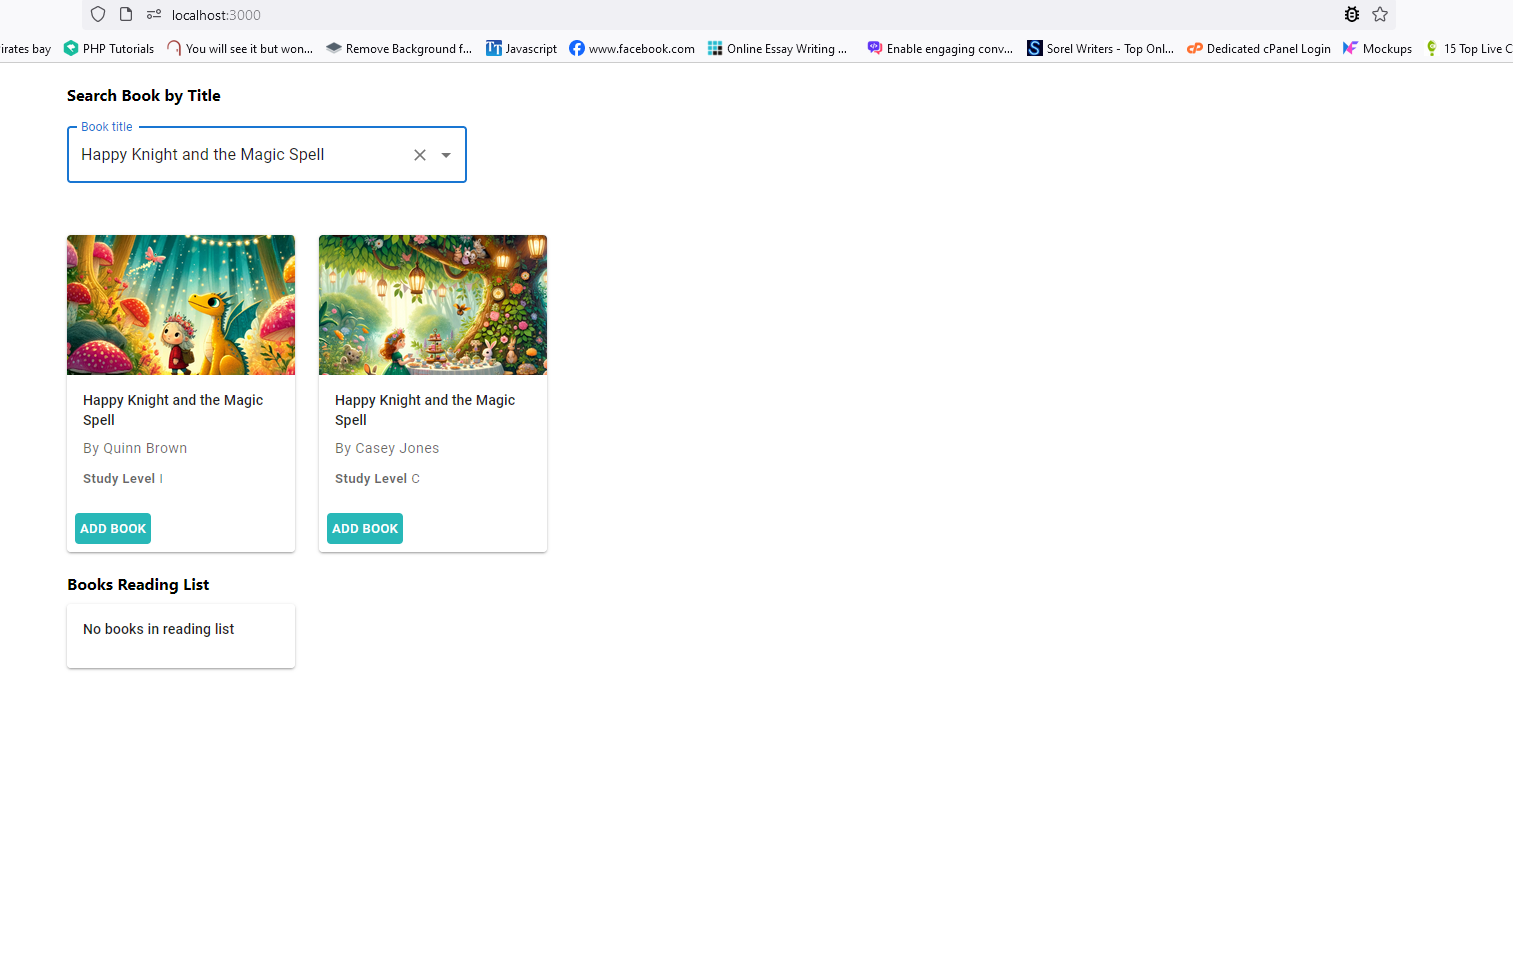 localhost:3000
irates bay PHP Tutorials You will see it but won... Remove Background f... Javascript www.facebook.com Online Essay Writing ... Enable engaging conv... Sorel Writers - Top Onl... Dedicated cPanel Login Mockups 15 Top Live C
Search Book by Title
Book title
Happy Knight and the Magic Spell
Happy Knight and the Magic
Spell
By Quinn Brown
Study Level I
ADD BOOK
Happy Knight and the Magic
Spell
By Casey Jones
Study Level C
ADD BOOK
Books Reading List
No books in reading list